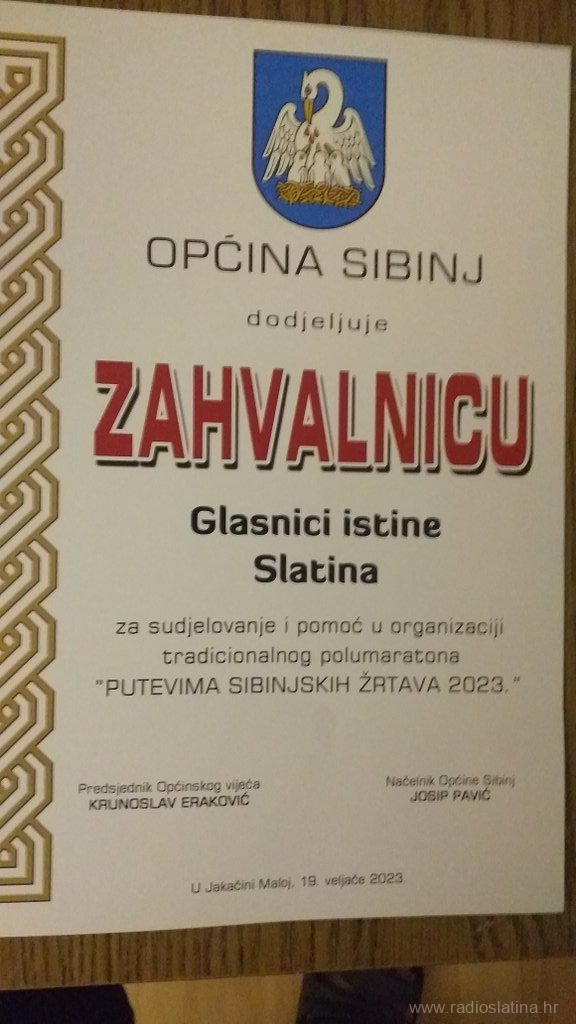 OPĆINA SIBINJ
dodjeljuje
ZAHVALNICU
Glasnici istine
Slatina
za sudjelovanje i pomoć u organizaciji
tradicionalnog polumaratona
"PUTEVIMA SIBINJSKIH ŽRTAVA 2023."
Predsjednik Općinskog vijeća
KRUNOSLAV ERAKOVIĆ
Načelnik Općine Sibinj
JOSIP PAVIĆ
U Jakačini Maloj, 19. veljače 2023.
www.radioslatina.hr